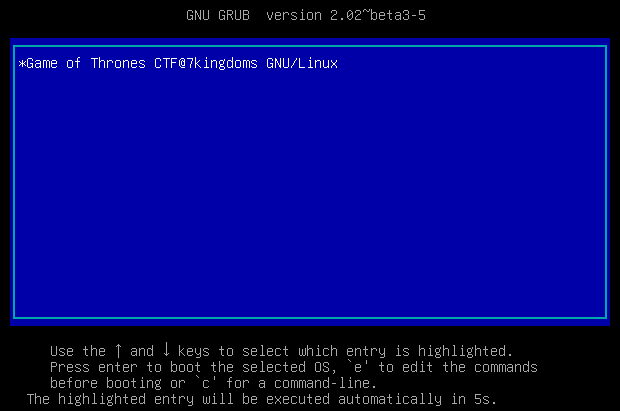 GNU GRUB  version 2.02~beta3-5
*Game of Thrones CTF@7kingdoms GNU/Linux
Use the ↑ and ↓ keys to select which entry is highlighted.
Press enter to boot the selected OS, `e' to edit the commands
before booting or `c' for a command-line.
The highlighted entry will be executed automatically in 5s.